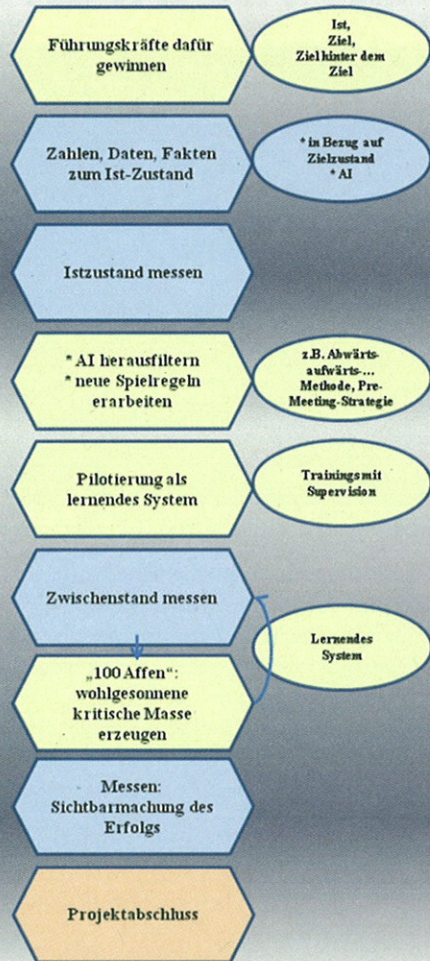 Führungskräfte dafür
gewinnen
Ist,
Ziel,
Ziel hinter dem
Ziel
Zahlen, Daten, Fakten
zum Ist-Zustand
* in Bezug auf
Zielzustand
* AI
Istzustand messen
* AI herausfiltern
* neue Spielregeln
erarbeiten
z.B. Abwärts-
aufwärts-...
Methode, Pre-
Meeting-Strategie
Pilotierung als
lernendes System
Trainings mit
Supervision
Zwischenstand messen
Lernendes
System
„100 Affen“:
wohlgesonnene
kritische Masse
erzeugen
Messen:
Sichtbarmachung des
Erfolgs
Projektabschluss